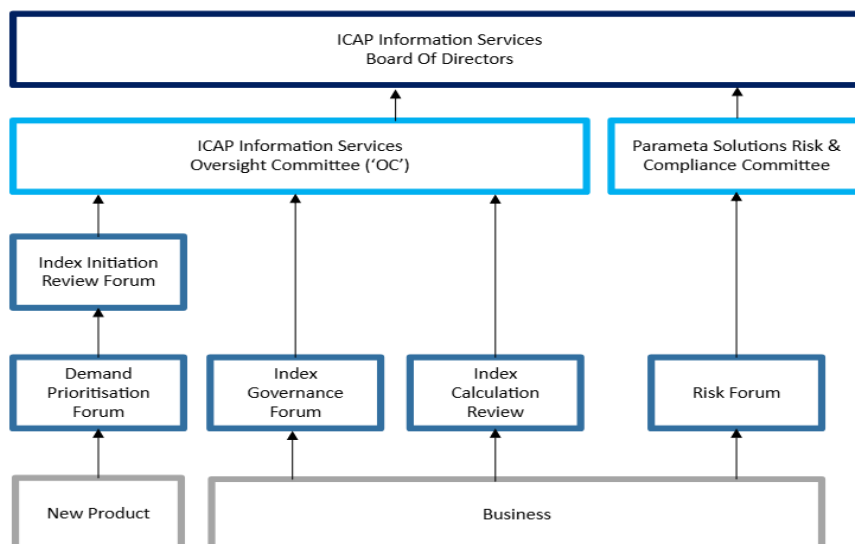 ICAP Information Services
Board Of Directors
ICAP Information Services
Oversight Committee (‘OC’)
Parameta Solutions Risk &
Compliance Committee
Index Initiation
Review Forum
Demand
Prioritisation
Forum
Index
Governance
Forum
Index
Calculation
Review
Risk Forum
New Product
Business